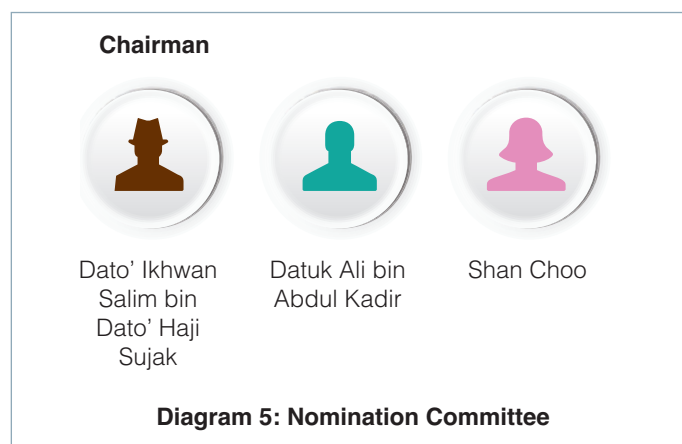 Chairman
Dato’ Ikhwan
Salim bin
Dato’ Haji
Sujak
Datuk Ali bin
Abdul Kadir
Shan Choo
Diagram 5: Nomination Committee